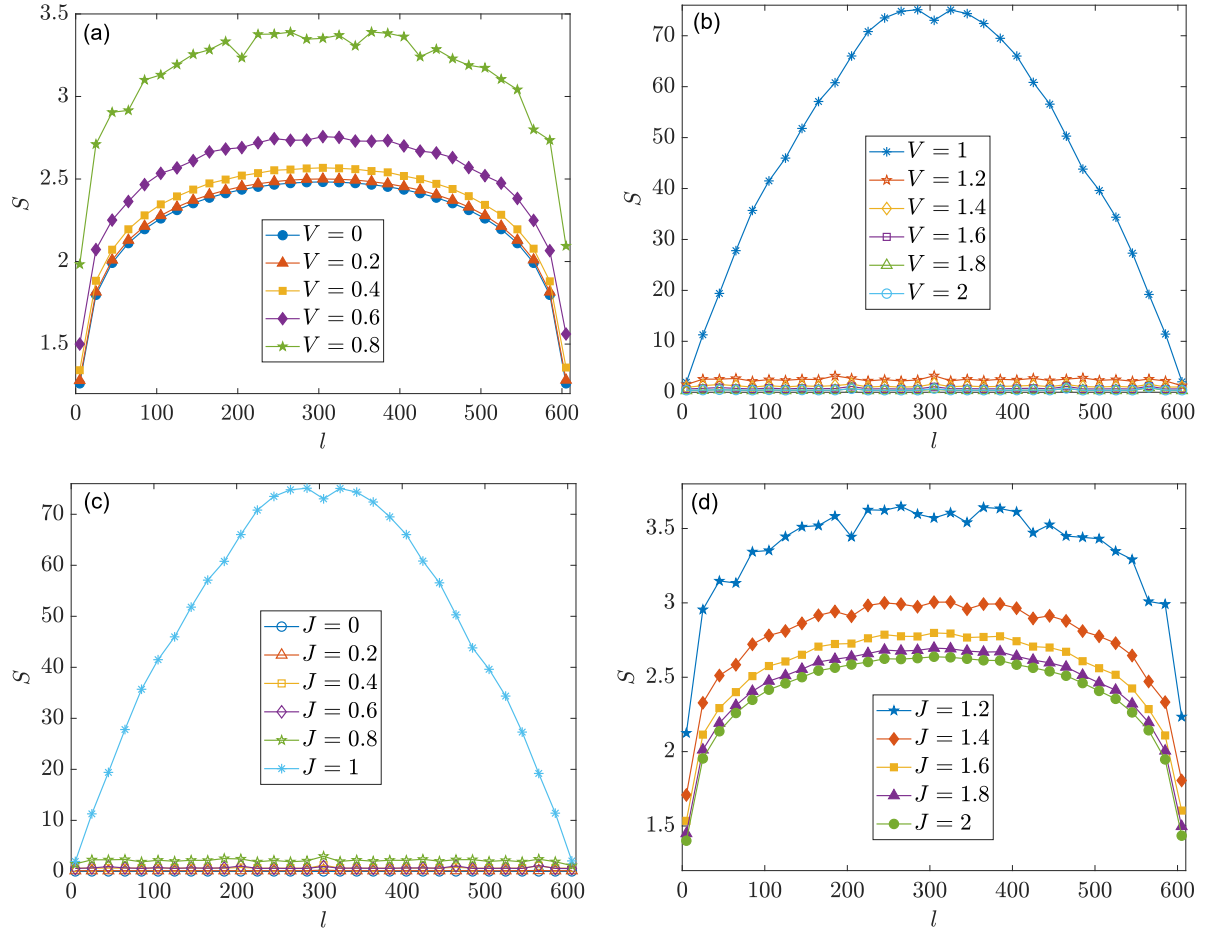 (a)
3.5
3
2.5
2
1.5
S
V = 0
V = 0.2
V = 0.4
V = 0.6
V = 0.8
0 100 200 300 400 500 600
l
(b)
70
60
50
40
30
20
10
0
S
V = 1
V = 1.2
V = 1.4
V = 1.6
V = 1.8
V = 2
0 100 200 300 400 500 600
l
(c)
70
60
50
40
30
20
10
0
S
J = 0
J = 0.2
J = 0.4
J = 0.6
J = 0.8
J = 1
0 100 200 300 400 500 600
l
(d)
3.5
3
2.5
2
1.5
S
J = 1.2
J = 1.4
J = 1.6
J = 1.8
J = 2
0 100 200 300 400 500 600
l